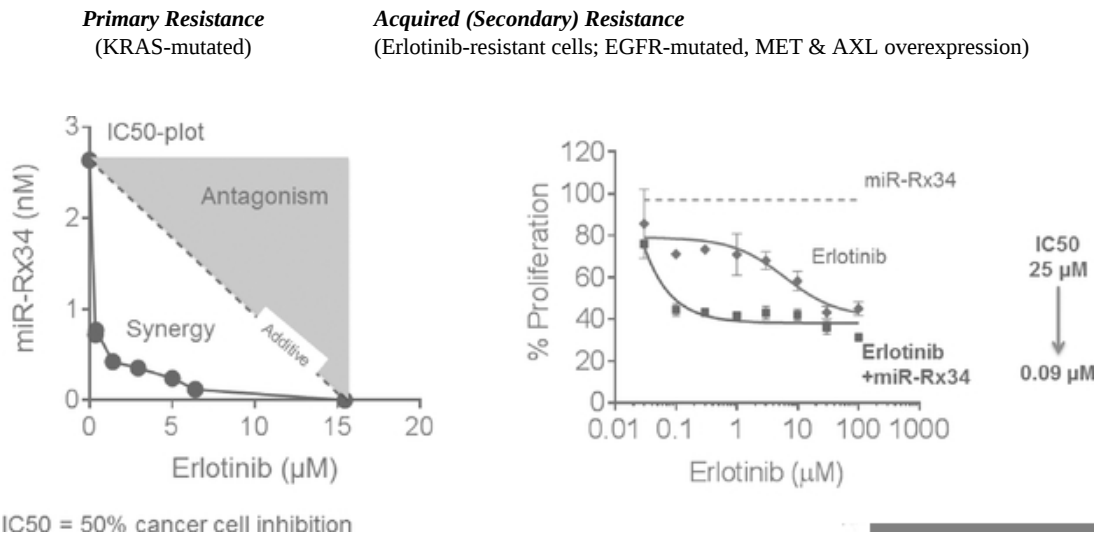 Primary Resistance
(KRAS-mutated)
Acquired (Secondary) Resistance
(Erlotinib-resistant cells; EGFR-mutated, MET & AXL overexpression)
IC50-plot
Antagonism
Synergy
Additive
miR-Rx34 (nM)
3
2
1
0
0 5 10 15 20
Erlotinib (µM)
IC50 = 50% cancer cell inhibition
% Proliferation
120
100
80
60
40
20
0
miR-Rx34
Erlotinib
Erlotinib
+miR-Rx34
0.01 0.1 1 10 100 1000
Erlotinib (µM)
IC50
25 µM
0.09 µM